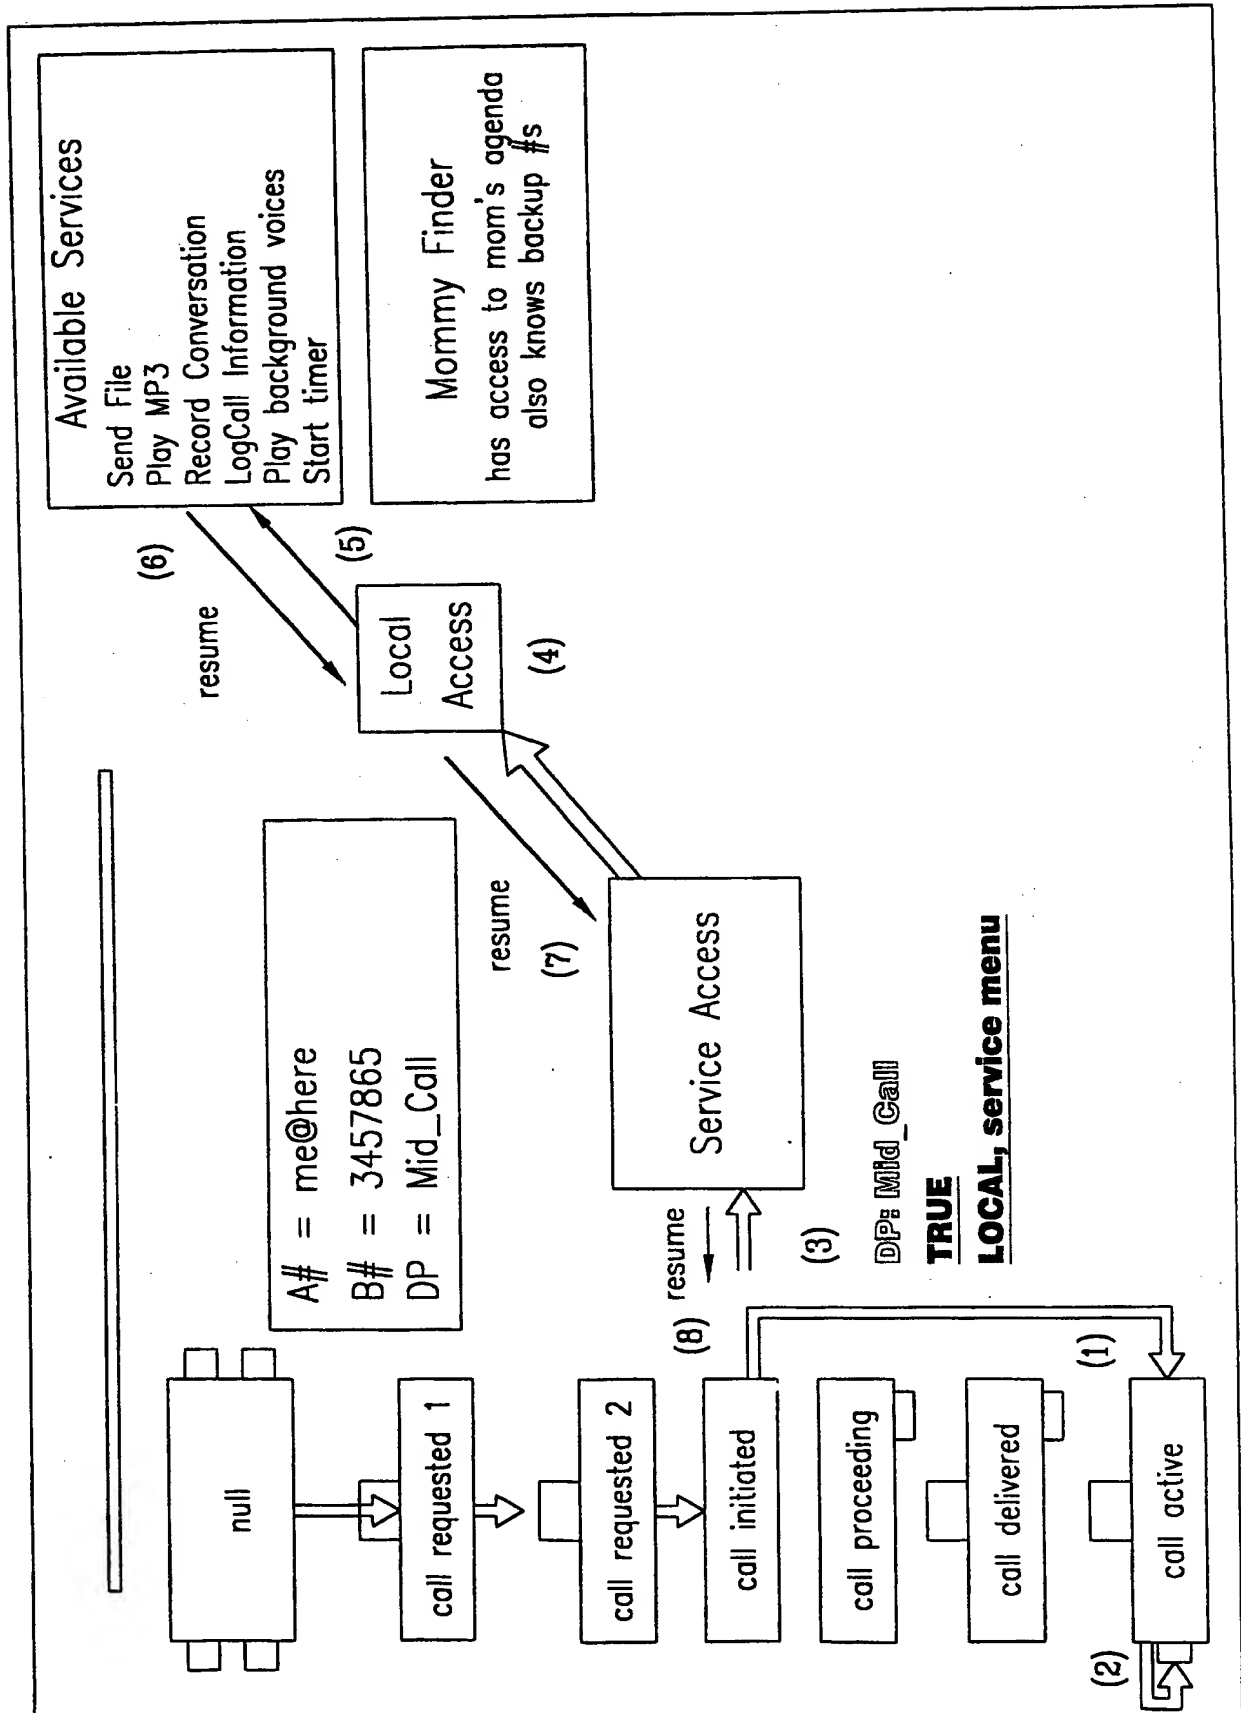 null
call requested 1
call requested 2
call initiated
call proceeding
call delivered
call active
(1)
(2)
A# = me@here
B# = 3457865
DP = Mid_Call
resume
(8)
(3)
DP: Mid_Call
TRUE
LOCAL, service menu
Service Access
resume
(7)
Local
Access
(4)
resume
(6)
(5)
Available Services
Send File
Play MP3
Record Conversation
LogCall Information
Play background voices
Start timer
Mommy Finder
has access to mom's agenda
also knows backup #s